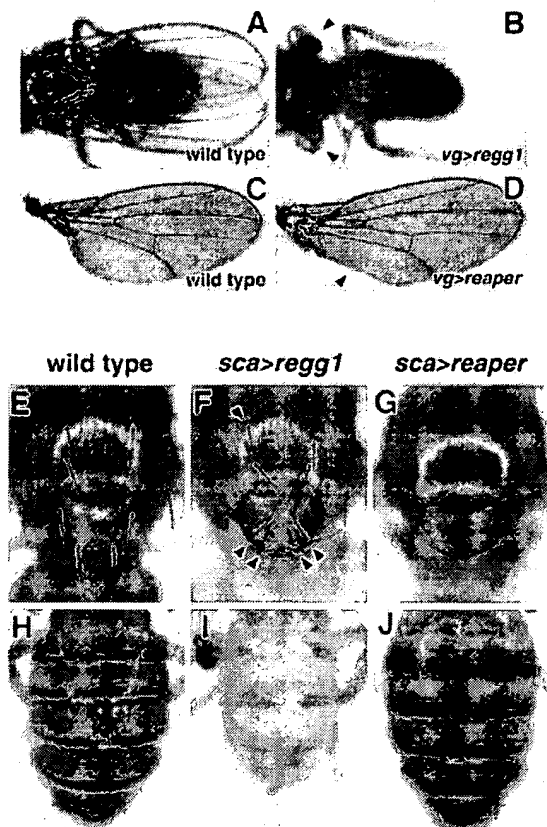 A B
wild type vg>regg1
C D
wild type vg>reaper
wild type sca>regg1 sca>reaper
E F G
H I J